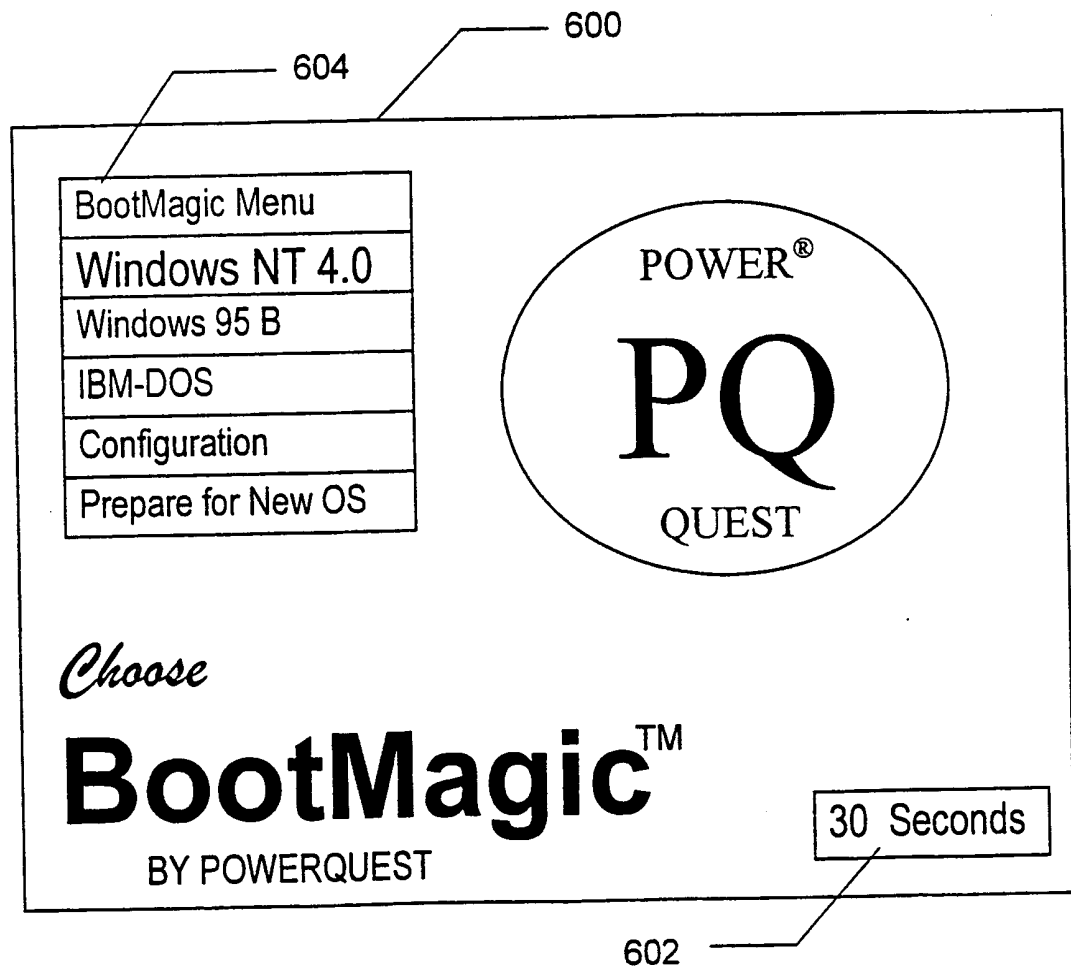 600
604
BootMagic Menu
Windows NT 4.0
Windows 95 B
IBM-DOS
Configuration
Prepare for New OS
POWER®
PQ
QUEST
Choose
BootMagic™
BY POWERQUEST
30 Seconds
602